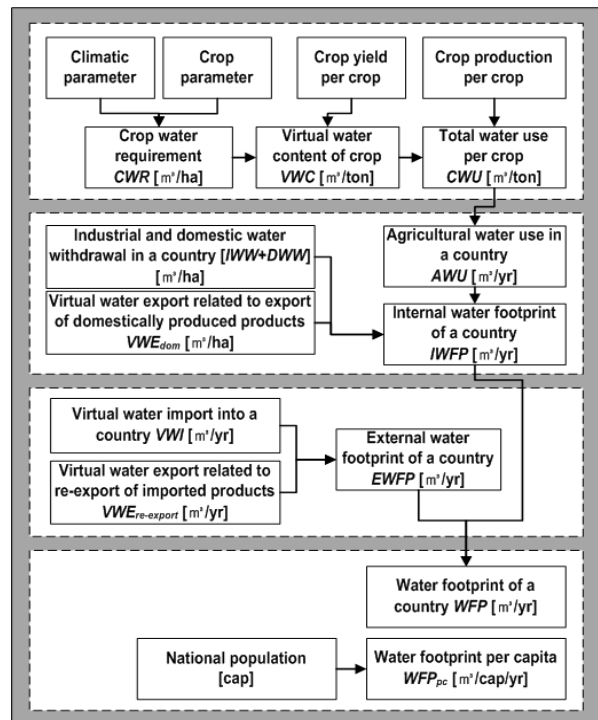 Climatic
parameter
Crop
parameter
Crop yield
per crop
Crop production
per crop
Crop water
requirement
CWR [㎥/ha]
Virtual water
content of crop
VWC [㎥/ton]
Total water use
per crop
CWU [㎥/ton]
Industrial and domestic water
withdrawal in a country [IWW+DWW]
[㎥/ha]
Agricultural water use in
a country
AWU [㎥/yr]
Virtual water export related to export
of domestically produced products
VWEdom [㎥/ha]
Internal water footprint
of a country
IWFP [㎥/yr]
Virtual water import into a
country VWI [㎥/yr]
External water
footprint of a country
EWFP [㎥/yr]
Virtual water export related to
re-export of imported products
VWEre-export [㎥/yr]
Water footprint of a
country WFP [㎥/yr]
National population
[cap]
Water footprint per capita
WFPpc [㎥/cap/yr]